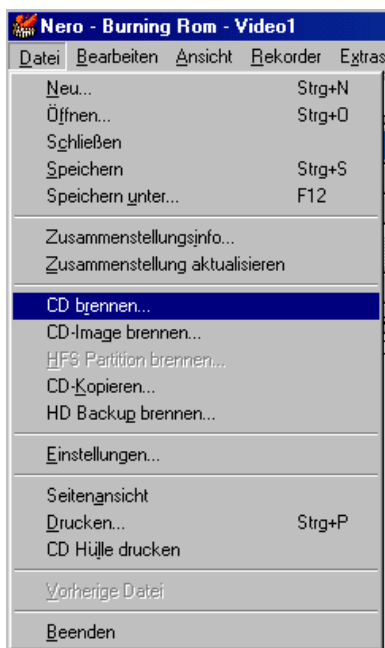 Nero - Burning Rom - Video1
Datei Bearbeiten Ansicht Rekorder Extras
Neu... Strg+N
Öffnen... Strg+O
Schließen
Speichern Strg+S
Speichern unter... F12
Zusammenstellungsinfo...
Zusammenstellung aktualisieren
CD brennen...
CD-Image brennen...
HFS Partition brennen...
CD-Kopieren...
HD Backup brennen...
Einstellungen...
Seitenansicht
Drucken... Strg+P
CD Hülle drucken
Vorherige Datei
Beenden